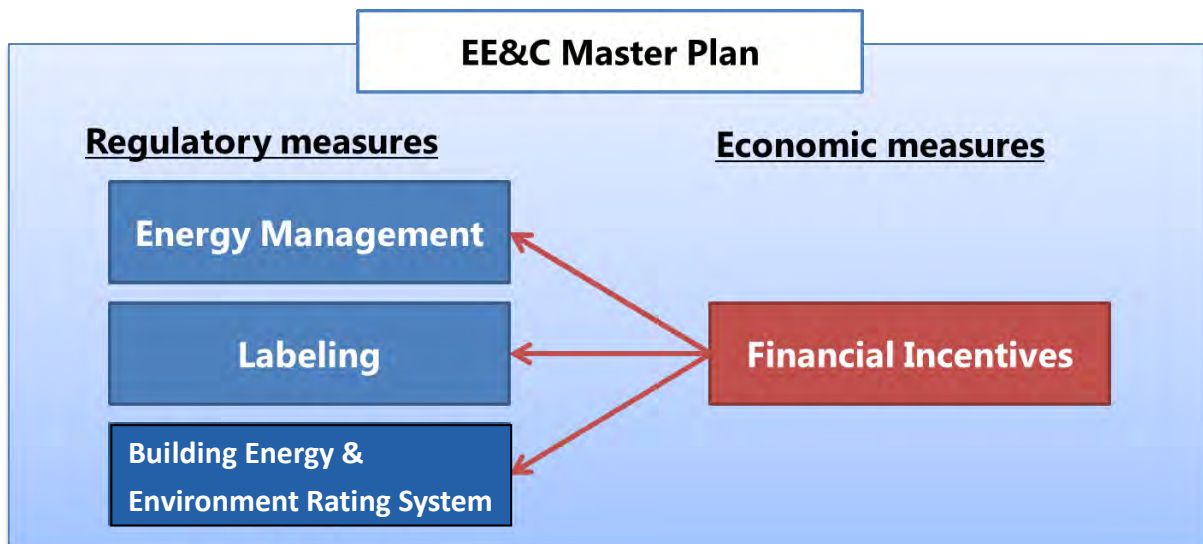 EE&C Master Plan
Regulatory measures
Economic measures
Energy Management
Labeling
Financial Incentives
Building Energy &
Environment Rating System